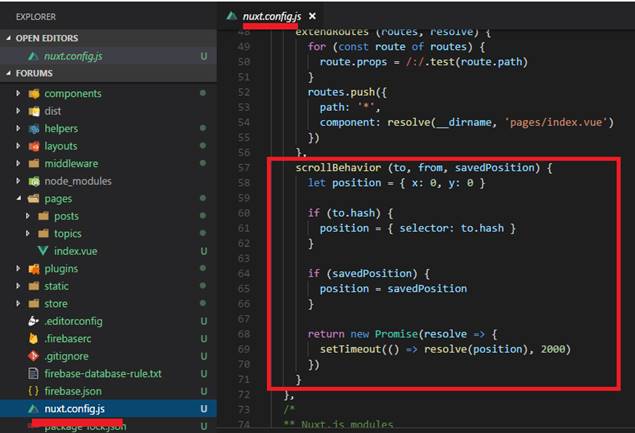 EXPLORER
OPEN EDITORS
nuxt.config.js U
FORUMS
components
dist
helpers
layouts
middleware
node_modules
pages
posts
topics
index.vue U
plugins
static
store
.editorconfig U
.firebaserc U
.gitignore U
firebase-database-rule.txt U
firebase.json U
nuxt.config.js U
package-lock.json
nuxt.config.js ×
48 extendRoutes (routes, resolve) {
49 for (const route of routes) {
50 route.props = /:/.test(route.path)
51 }
52 routes.push({
53 path: '*',
54 component: resolve(__dirname, 'pages/index.vue')
55 })
56 },
57 scrollBehavior (to, from, savedPosition) {
58 let position = { x: 0, y: 0 }
59
60 if (to.hash) {
61 position = { selector: to.hash }
62 }
63
64 if (savedPosition) {
65 position = savedPosition
66 }
67
68 return new Promise(resolve => {
69 setTimeout(() => resolve(position), 2000)
70 })
71 }
72 },
73 /*
74 ** Nuxt.js modules